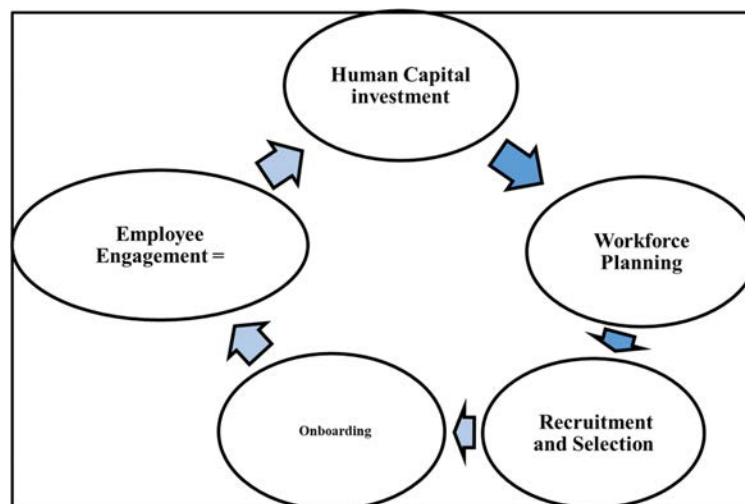 Human Capital
investment
Workforce
Planning
Recruitment
and Selection
Onboarding
Employee
Engagement =